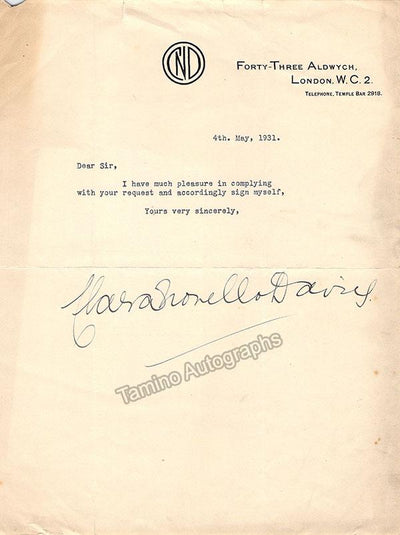 CND
Forty-Three Aldwych,
London, W.C. 2.
Telephone, Temple Bar 2918.
4th. May, 1931.
Dear Sir,
I have much pleasure in complying
with your request and accordingly sign myself,
Yours very sincerely,
Clara Novello Davies.
Tamino Autographs